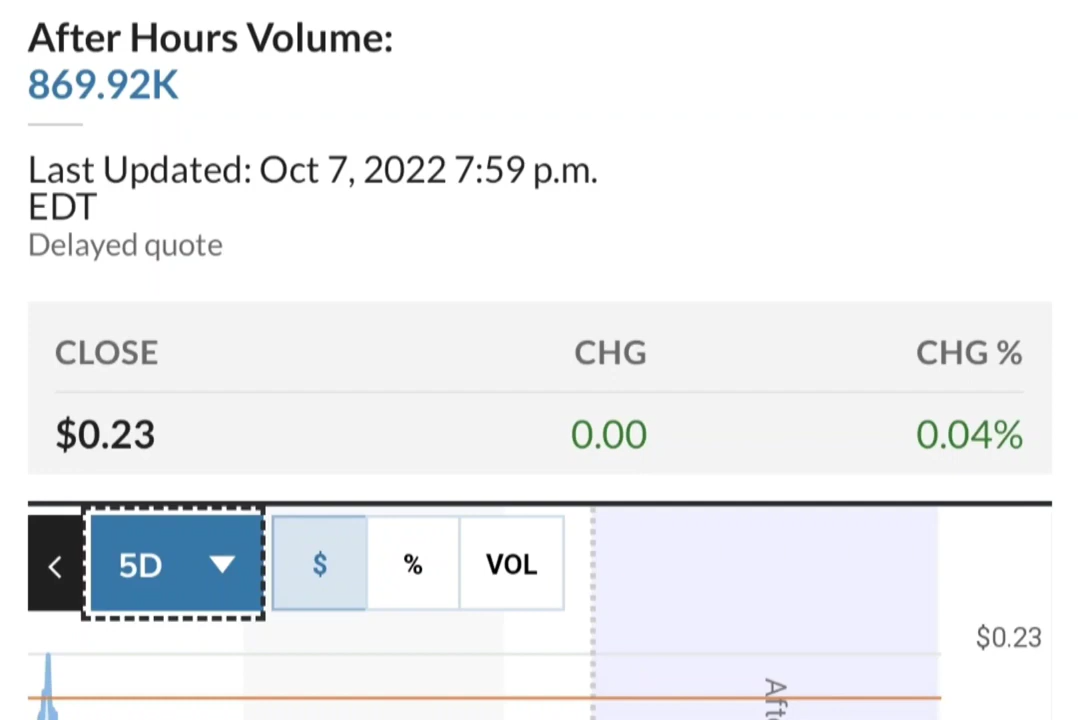 After Hours Volume:
869.92K
Last Updated: Oct 7, 2022 7:59 p.m.
EDT
Delayed quote
CLOSE CHG CHG %
$0.23 0.00 0.04%
5D $ % VOL
$0.23